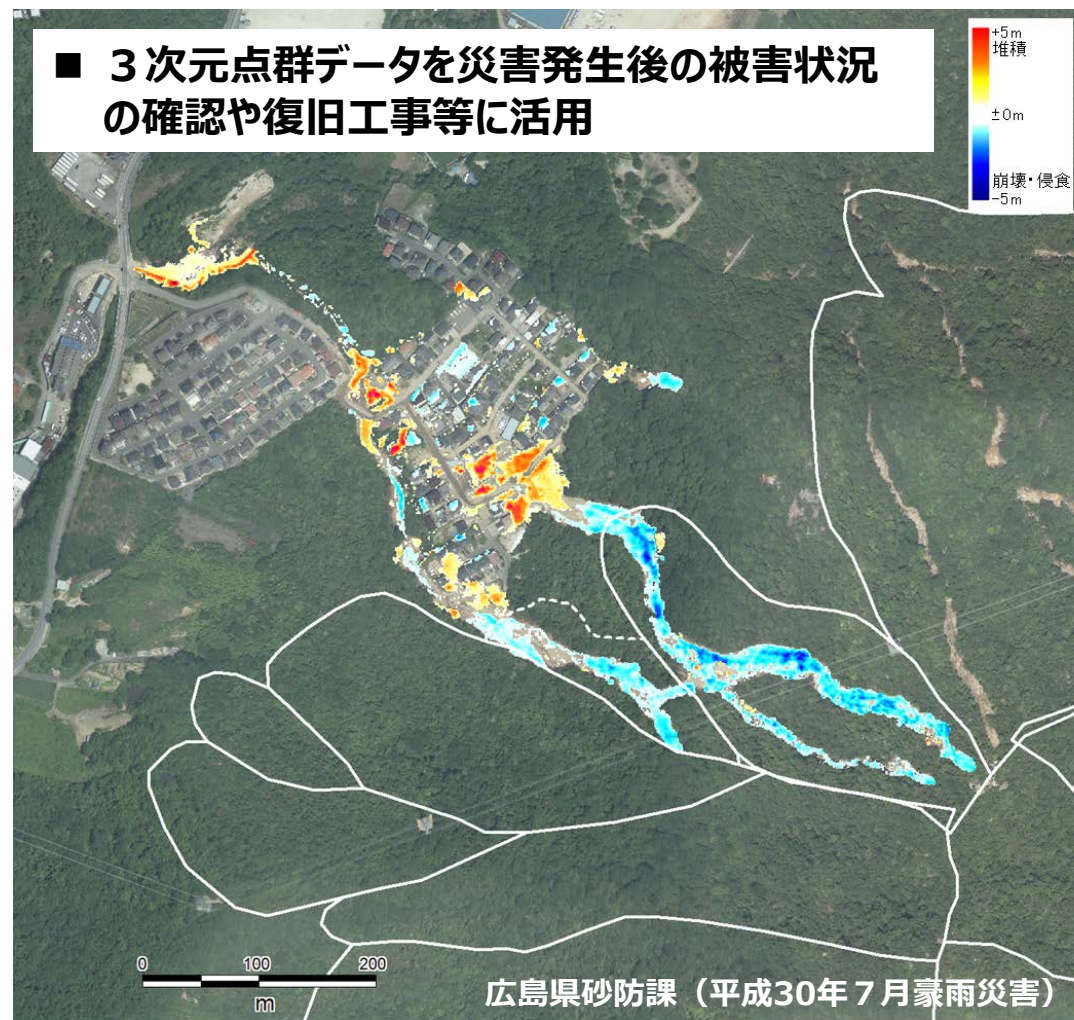 ■ ３次元点群データを災害発生後の被害状況
の確認や復旧工事等に活用
+5m
堆積
±0m
崩壊・侵食
-5m
0 100 200
m
広島県砂防課（平成30年７月豪雨災害）